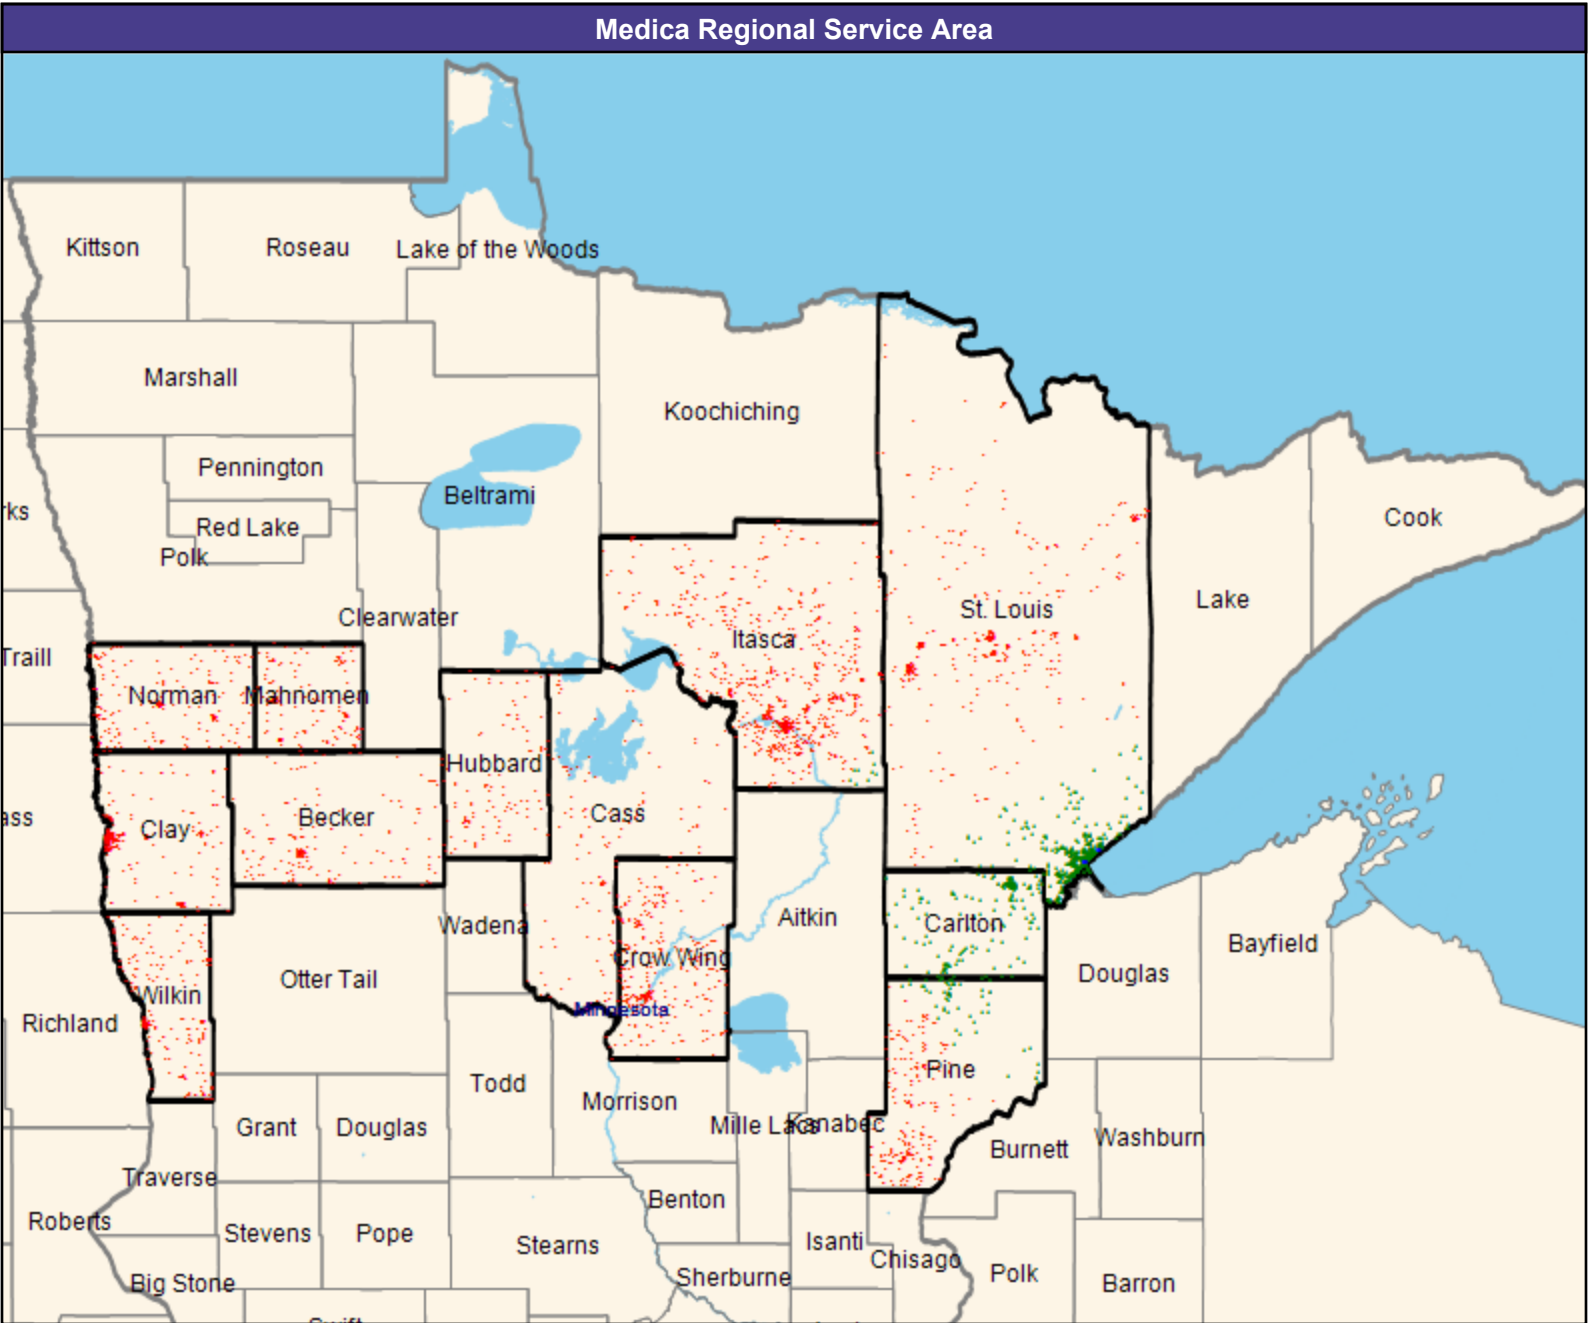 Medica Regional Service Area
Kittson
Roseau
Lake of the Woods
Marshall
Koochiching
Pennington
Beltrami
rks
Red Lake
Cook
Polk
Clearwater
St. Louis
Lake
Itasca
Traill
Norman
Mahnomen
Hubbard
Cass
ass
Clay
Becker
Wadena
Aitkin
Carlton
Bayfield
Crow Wing
Douglas
Otter Tail
Wilkin
Minnesota
Richland
Pine
Todd
Morrison
Grant
Douglas
Mille Lacs
Kanabec
Burnett
Washburn
Traverse
Benton
Roberts
Stevens
Pope
Stearns
Isanti
Chisago
Sherburne
Polk
Barron
Big Stone